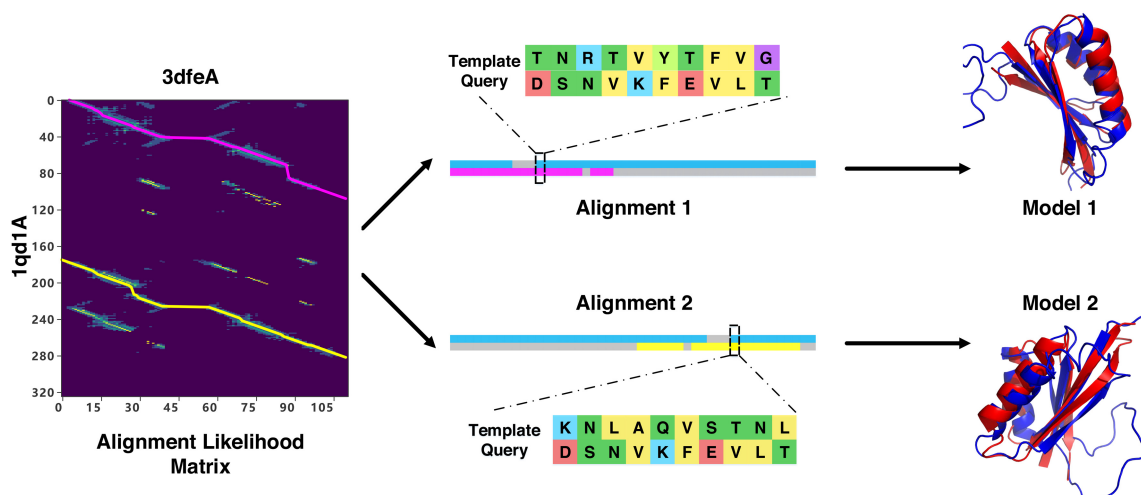 3dfeA
1qd1A
0
40
80
120
160
200
240
280
320
0 15 30 45 60 75 90 105
Alignment Likelihood
Matrix
Template T N R T V Y T F V G
Query D S N V K F E V L T
Alignment 1
Model 1
Alignment 2
Template K N L A Q V S T N L
Query D S N V K F E V L T
Model 2